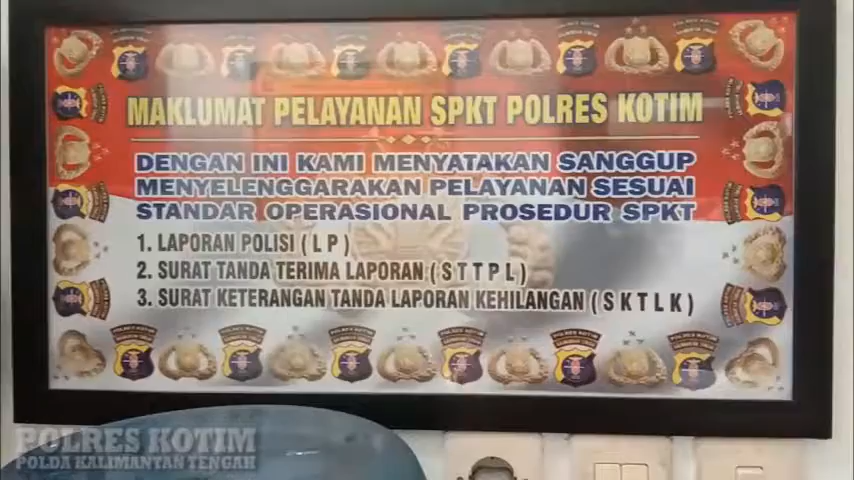 MAKLUMAT PELAYANAN SPKT POLRES KOTIM
DENGAN INI KAMI MENYATAKAN SANGGUP
MENYELENGGARAKAN PELAYANAN SESUAI
STANDAR OPERASIONAL PROSEDUR SPKT
1. LAPORAN POLISI ( L P )
2. SURAT TANDA TERIMA LAPORAN ( S T T P L )
3. SURAT KETERANGAN TANDA LAPORAN KEHILANGAN ( S K T L K )
POLRES KOTIM
POLDA KALIMANTAN TENGAH